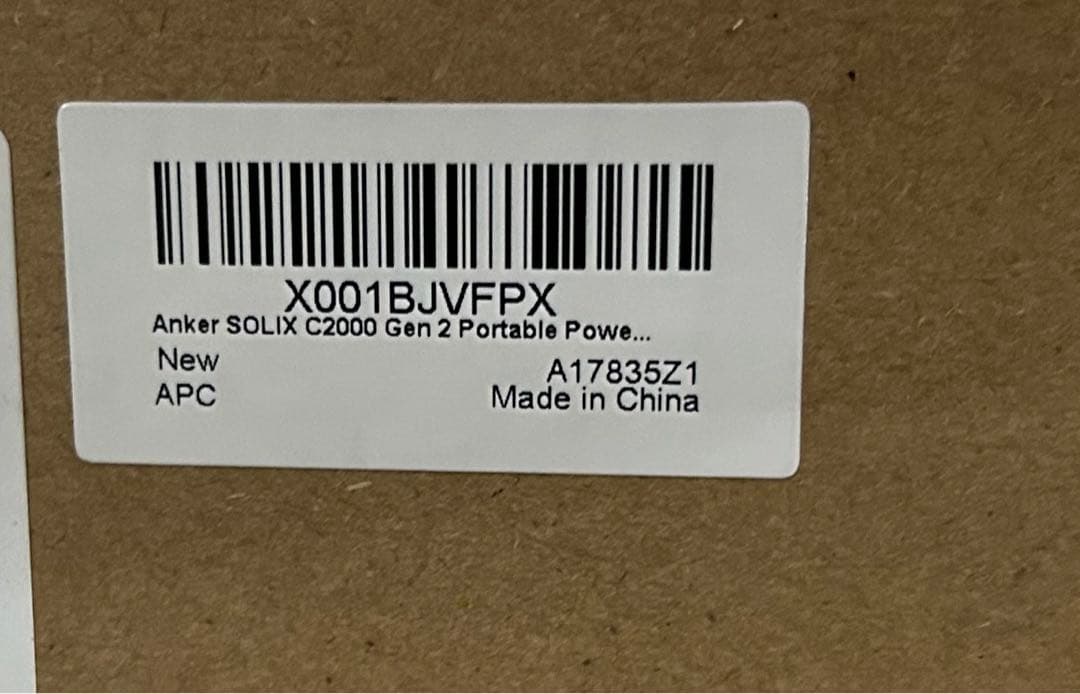 X001BJVFPX
Anker SOLIX C2000 Gen 2 Portable Powe...
New
A17835Z1
APC
Made in China